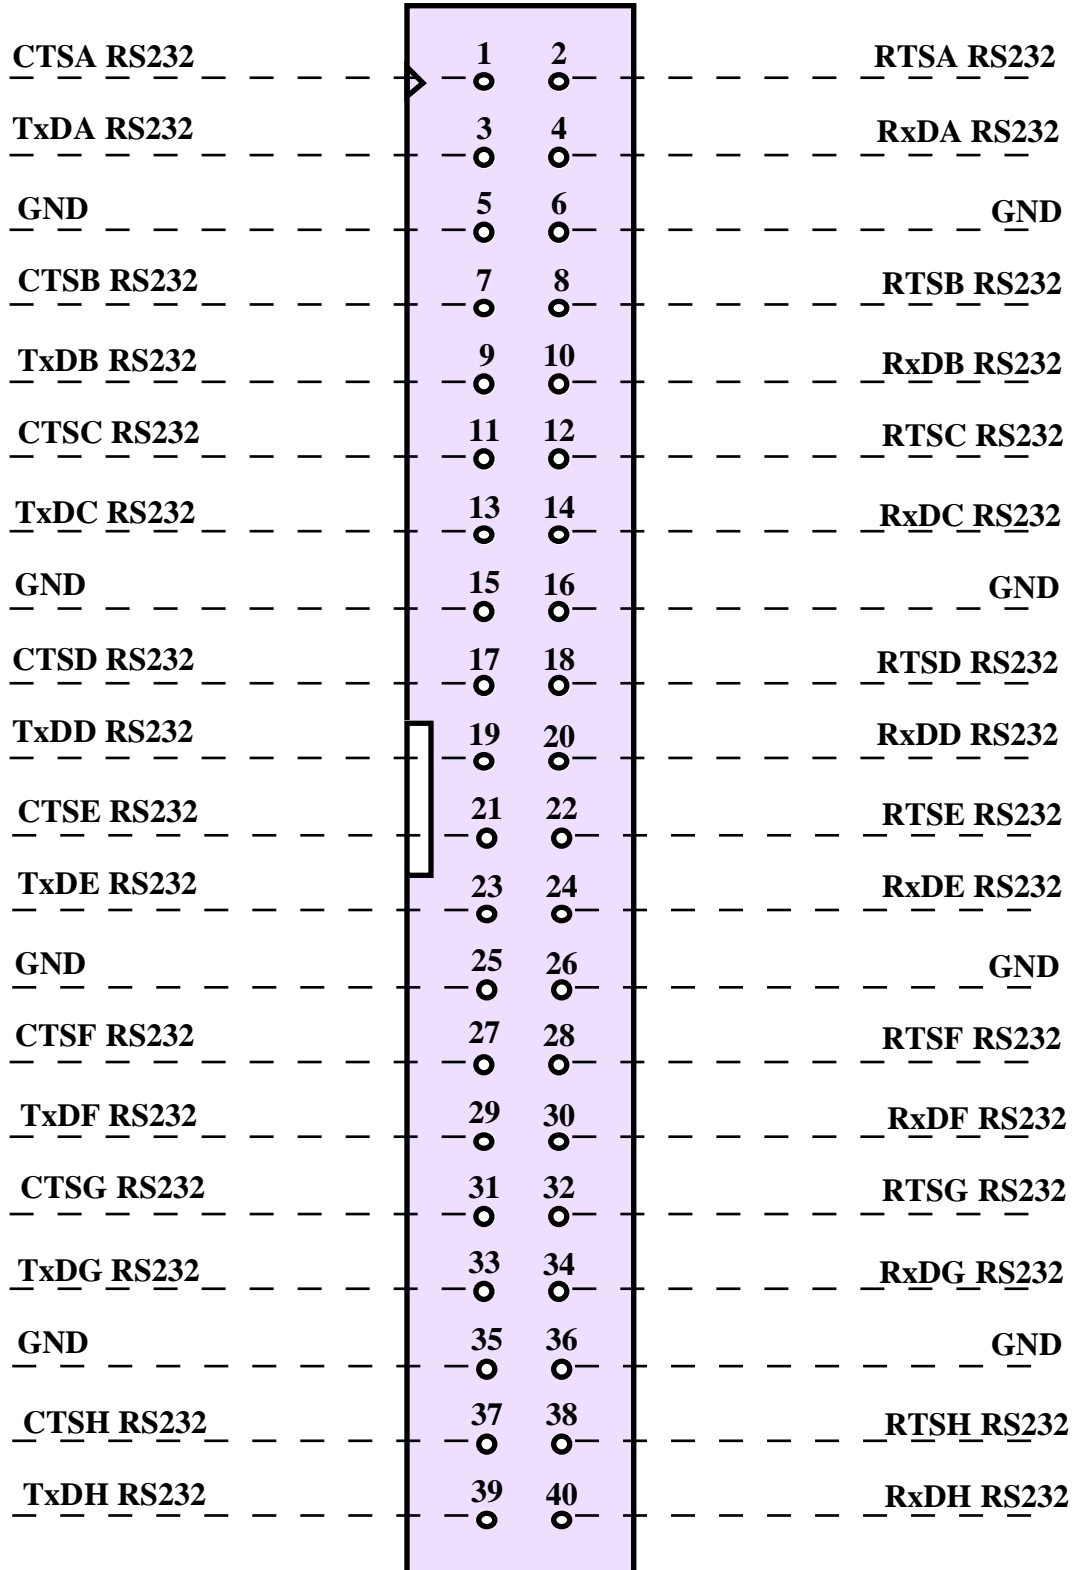 CTSA RS232 1 2 RTSA RS232
TxDA RS232 3 4 RxDA RS232
GND 5 6 GND
CTSB RS232 7 8 RTSB RS232
TxDB RS232 9 10 RxDB RS232
CTSC RS232 11 12 RTSC RS232
TxDC RS232 13 14 RxDC RS232
GND 15 16 GND
CTSD RS232 17 18 RTSD RS232
TxDD RS232 19 20 RxDD RS232
CTSE RS232 21 22 RTSE RS232
TxDE RS232 23 24 RxDE RS232
GND 25 26 GND
CTSF RS232 27 28 RTSF RS232
TxDF RS232 29 30 RxDF RS232
CTSG RS232 31 32 RTSG RS232
TxDG RS232 33 34 RxDG RS232
GND 35 36 GND
CTSH RS232 37 38 RTSH RS232
TxDH RS232 39 40 RxDH RS232